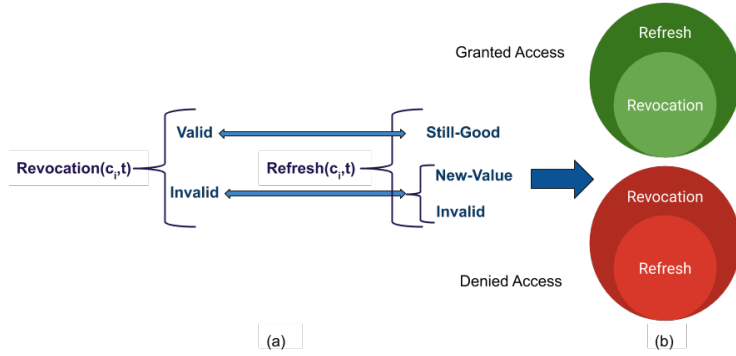 Refresh
Granted Access
Revocation
Valid
Still-Good
Revocation(cᵢ,t)
Refresh(cᵢ,t)
New-Value
Invalid
Invalid
Revocation
Refresh
Denied Access
(a)
(b)